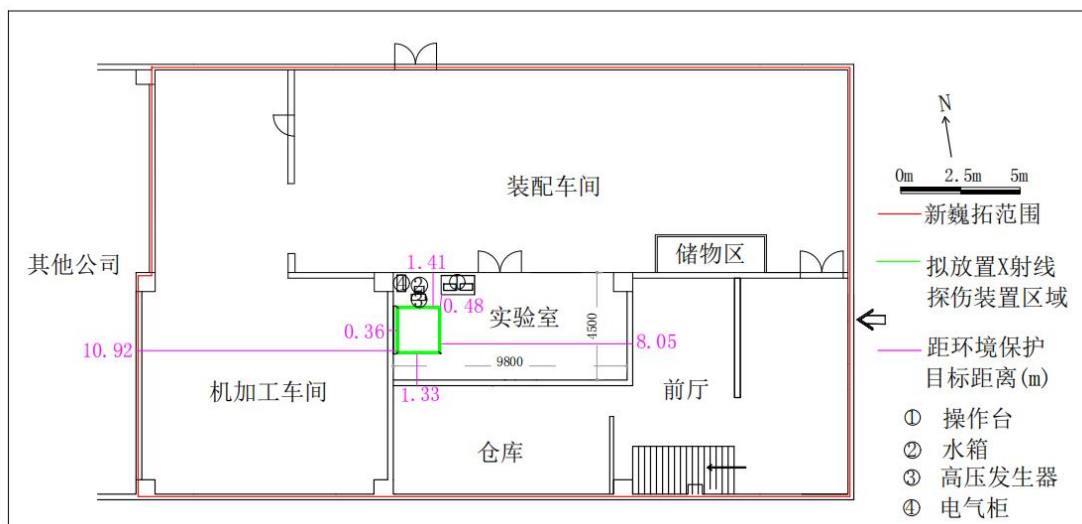 装配车间
储物区
其他公司
1.41
④
②
①
③
0.48
实验室
4500
0.36
10.92
8.05
9800
机加工车间
1.33
前厅
仓库
N
0m 2.5m 5m
新巍拓范围
拟放置X射线
探伤装置区域
距环境保护
目标距离(m)
① 操作台
② 水箱
③ 高压发生器
④ 电气柜